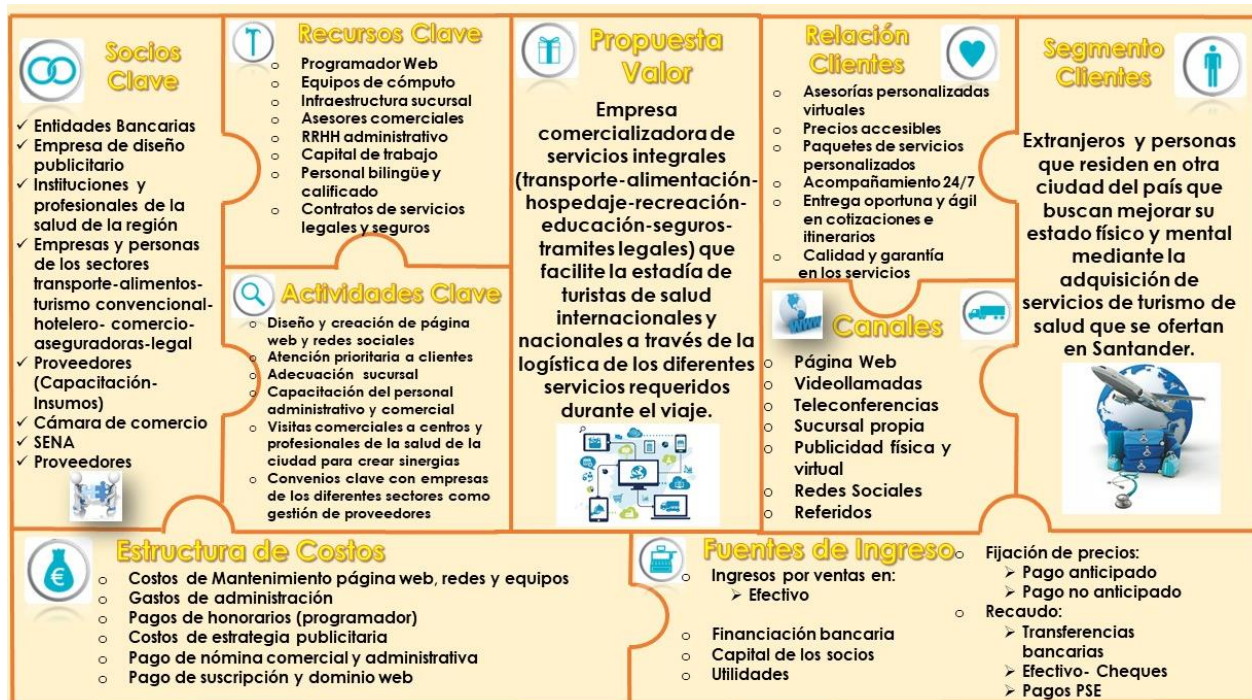 Socios
Clave
✓ Entidades Bancarias
✓ Empresa de diseño
publicitario
✓ Instituciones y
profesionales de la
salud de la región
✓ Empresas y personas
de los sectores
transporte-alimentos-
turismo convencional-
hotelero- comercio-
aseguradoras-legal
✓ Proveedores
(Capacitación-
Insumos)
✓ Cámara de comercio
✓ SENA
✓ Proveedores
Recursos Clave
o Programador Web
o Equipos de cómputo
o Infraestructura sucursal
o Asesores comerciales
o RRHH administrativo
o Capital de trabajo
o Personal bilingüe y
calificado
o Contratos de servicios
legales y seguros
Actividades Clave
o Diseño y creación de página
web y redes sociales
o Atención prioritaria a clientes
o Adecuación sucursal
o Capacitación del personal
administrativo y comercial
o Visitas comerciales a centros y
profesionales de la salud de la
ciudad para crear sinergias
o Convenios clave con empresas
de los diferentes sectores como
gestión de proveedores
Propuesta
Valor
Empresa
comercializadora de
servicios integrales
(transporte-alimentación-
hospedaje-recreación-
educación-seguros-
tramites legales) que
facilite la estadía de
turistas de salud
internacionales y
nacionales a través de la
logística de los diferentes
servicios requeridos
durante el viaje.
Relación
Clientes
o Asesorías personalizadas
virtuales
o Precios accesibles
o Paquetes de servicios
personalizados
o Acompañamiento 24/7
o Entrega oportuna y ágil
en cotizaciones e
itinerarios
o Calidad y garantía
en los servicios
www
Canales
o Página Web
o Videollamadas
o Teleconferencias
o Sucursal propia
o Publicidad física y
virtual
o Redes Sociales
o Referidos
Segmento
Clientes
Extranjeros y personas
que residen en otra
ciudad del país que
buscan mejorar su
estado físico y mental
mediante la
adquisición de
servicios de turismo de
salud que se ofertan
en Santander.
€
Estructura de Costos
o Costos de Mantenimiento página web, redes y equipos
o Gastos de administración
o Pagos de honorarios (programador)
o Costos de estrategia publicitaria
o Pago de nómina comercial y administrativa
o Pago de suscripción y dominio web
Fuentes de Ingreso
o Ingresos por ventas en:
➢ Efectivo
o Financiación bancaria
o Capital de los socios
o Utilidades
o Fijación de precios:
➢ Pago anticipado
➢ Pago no anticipado
o Recaudo:
➢ Transferencias
bancarias
➢ Efectivo- Cheques
➢ Pagos PSE